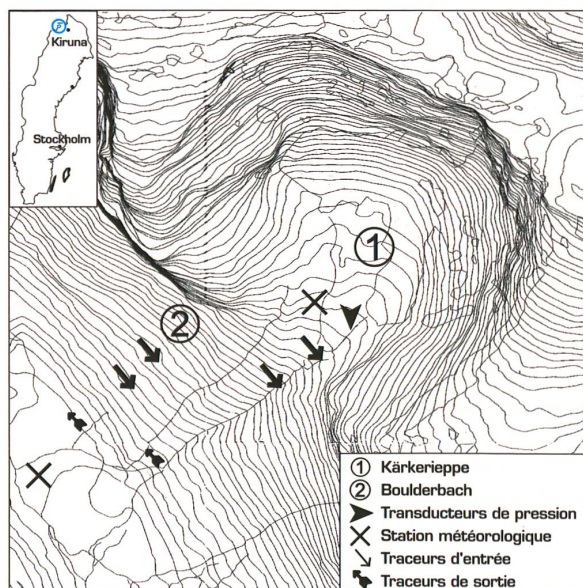 Kiruna
Stockholm
1
2
1 Kärkerieppe
2 Boulderbach
Transducteurs de pression
Station météorologique
Traceurs d'entrée
Traceurs de sortie